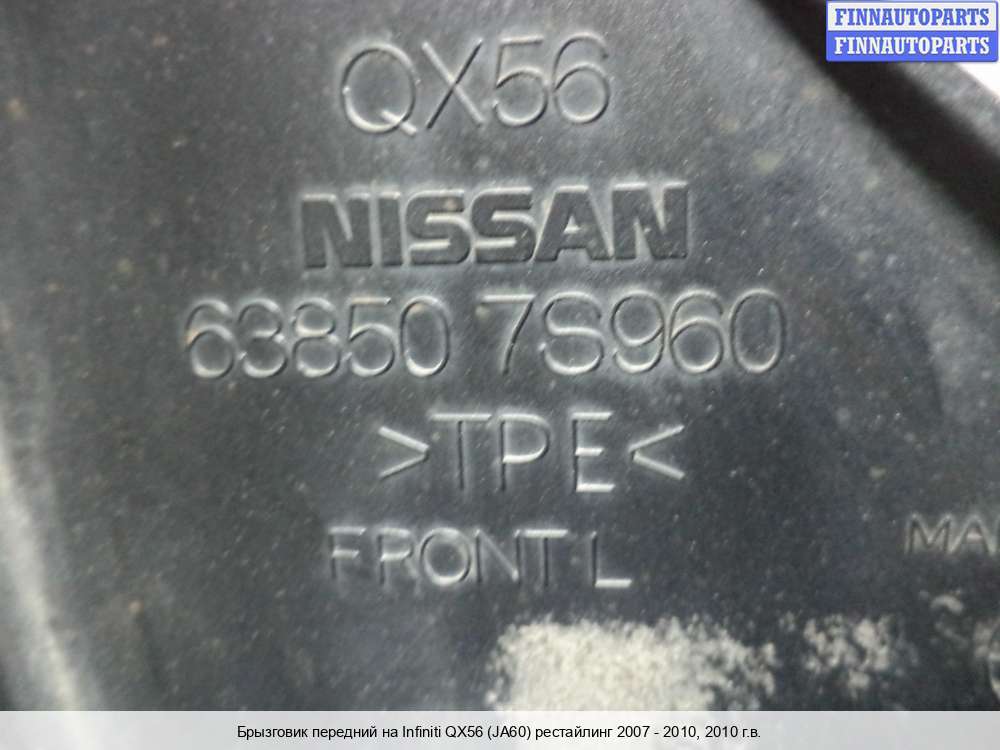 FINNAUTOPARTS
FINNAUTOPARTS
QX56
NISSAN
63850 7S960
>TPE<
FRONT L
Брызговик передний на Infiniti QX56 (JA60) рестайлинг 2007 - 2010, 2010 г.в.